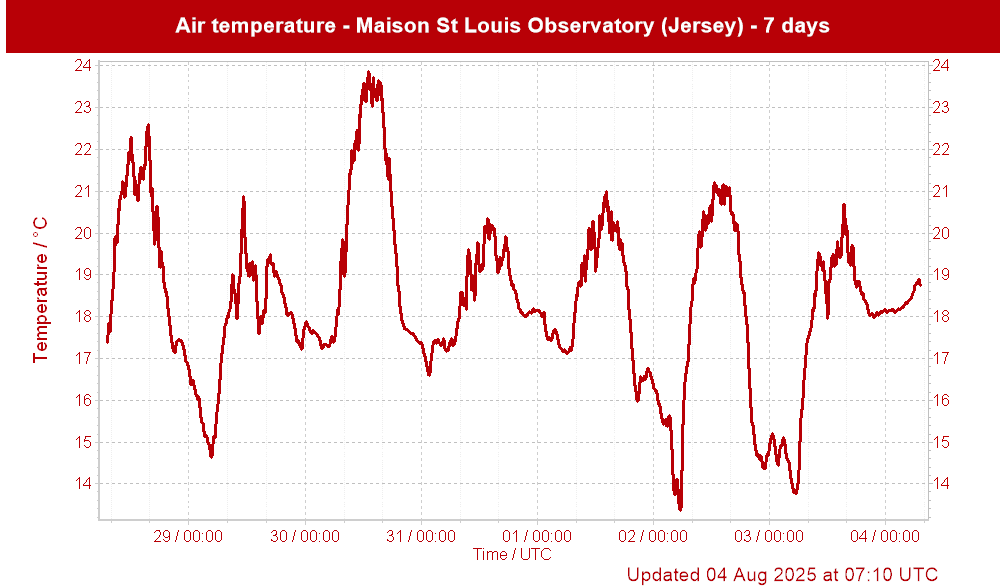 Air temperature - Maison St Louis Observatory (Jersey) - 7 days
24 24
23 23
22 22
21 21
20 20
19 19
18 18
17 17
16 16
15 15
14 14
Temperature / °C
29 / 00:00 30 / 00:00 31 / 00:00 01 / 00:00 02 / 00:00 03 / 00:00 04 / 00:00
Time / UTC
Updated 04 Aug 2025 at 07:10 UTC